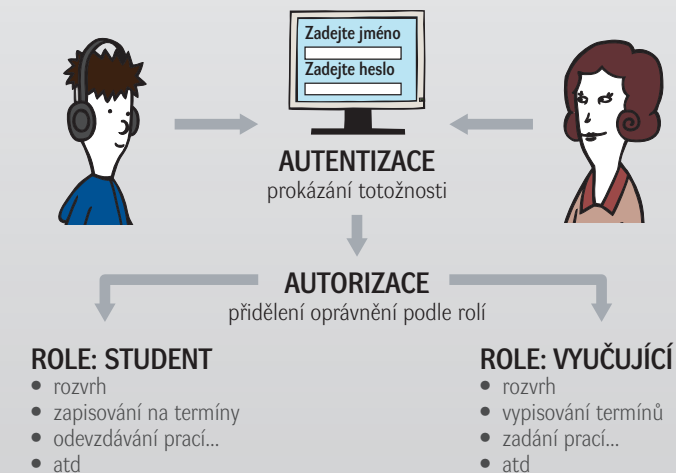 Zadejte jméno
Zadejte heslo
AUTENTIZACE
prokázání totožnosti
AUTORIZACE
přidělení oprávnění podle rolí
ROLE: STUDENT
• rozvrh
• zapisování na termíny
• odevzdávání prací...
• atd
ROLE: VYUČUJÍCÍ
• rozvrh
• vypisování termínů
• zadání prací...
• atd